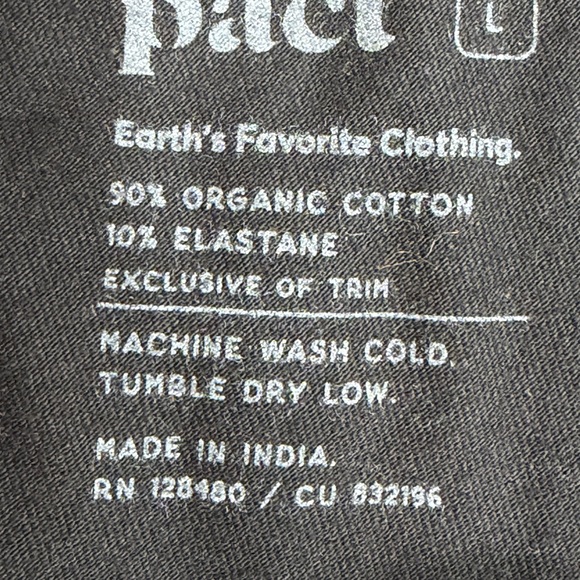 pact L
Earth's Favorite Clothing.
90% ORGANIC COTTON
10% ELASTANE
EXCLUSIVE OF TRIM
MACHINE WASH COLD.
TUMBLE DRY LOW.
MADE IN INDIA.
RN 128480 / CU 832196